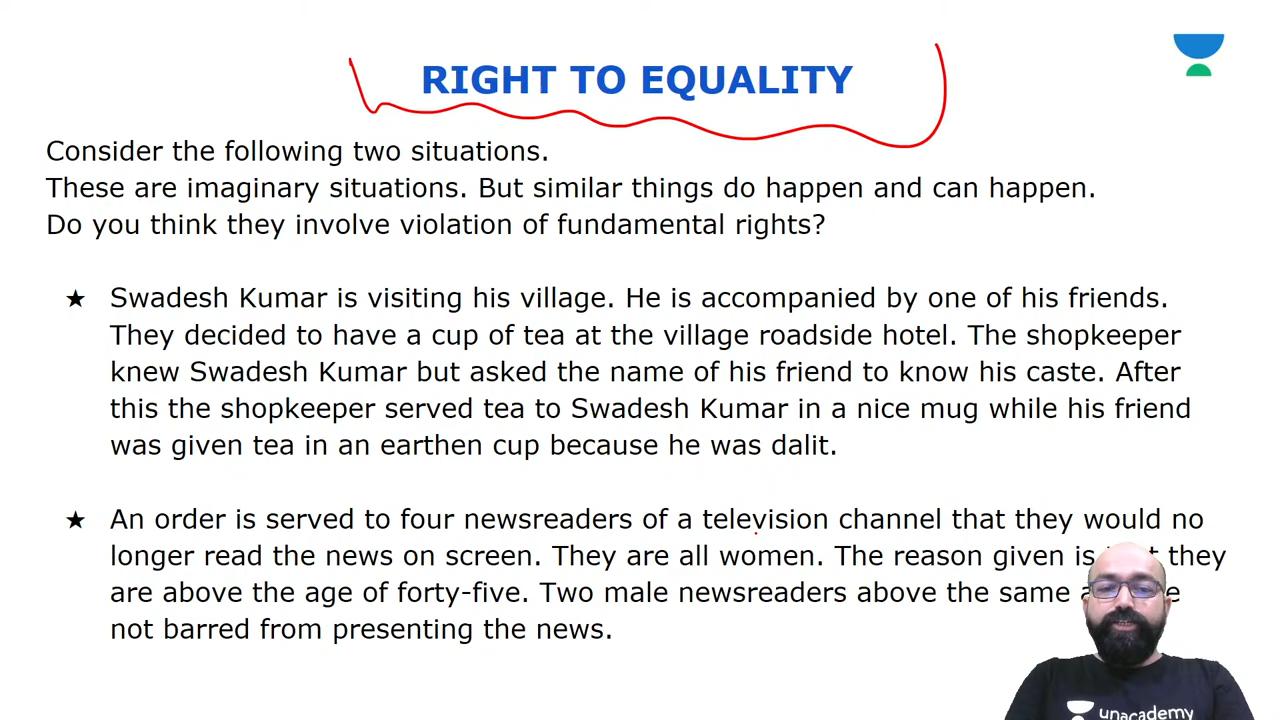 RIGHT TO EQUALITY
Consider the following two situations.
These are imaginary situations. But similar things do happen and can happen.
Do you think they involve violation of fundamental rights?
★ Swadesh Kumar is visiting his village. He is accompanied by one of his friends.
They decided to have a cup of tea at the village roadside hotel. The shopkeeper
knew Swadesh Kumar but asked the name of his friend to know his caste. After
this the shopkeeper served tea to Swadesh Kumar in a nice mug while his friend
was given tea in an earthen cup because he was dalit.
★ An order is served to four newsreaders of a television channel that they would no
longer read the news on screen. They are all women. The reason given is they
are above the age of forty-five. Two male newsreaders above the same
not barred from presenting the news.
unacademy